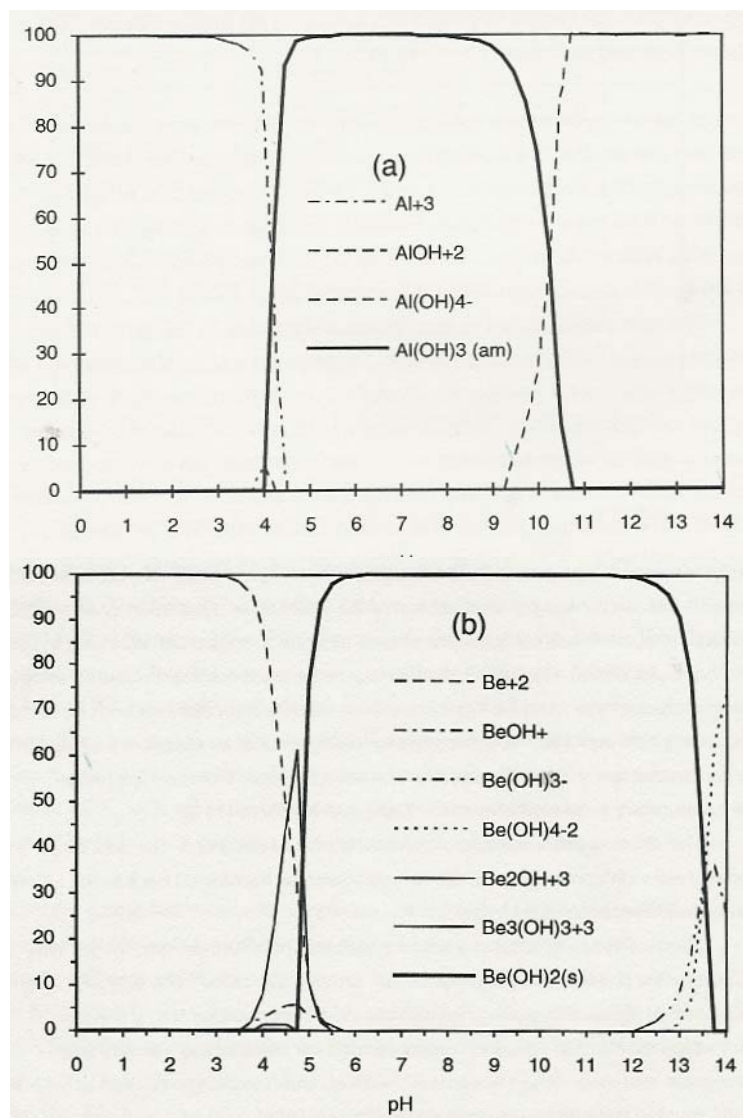 100
90
80
70
60
50
40
30
20
10
0
(a)
Al+3
AlOH+2
Al(OH)4-
Al(OH)3 (am)
0 1 2 3 4 5 6 7 8 9 10 11 12 13 14
100
90
80
70
60
50
40
30
20
10
0
(b)
Be+2
BeOH+
Be(OH)3-
Be(OH)4-2
Be2OH+3
Be3(OH)3+3
Be(OH)2(s)
0 1 2 3 4 5 6 7 8 9 10 11 12 13 14
pH